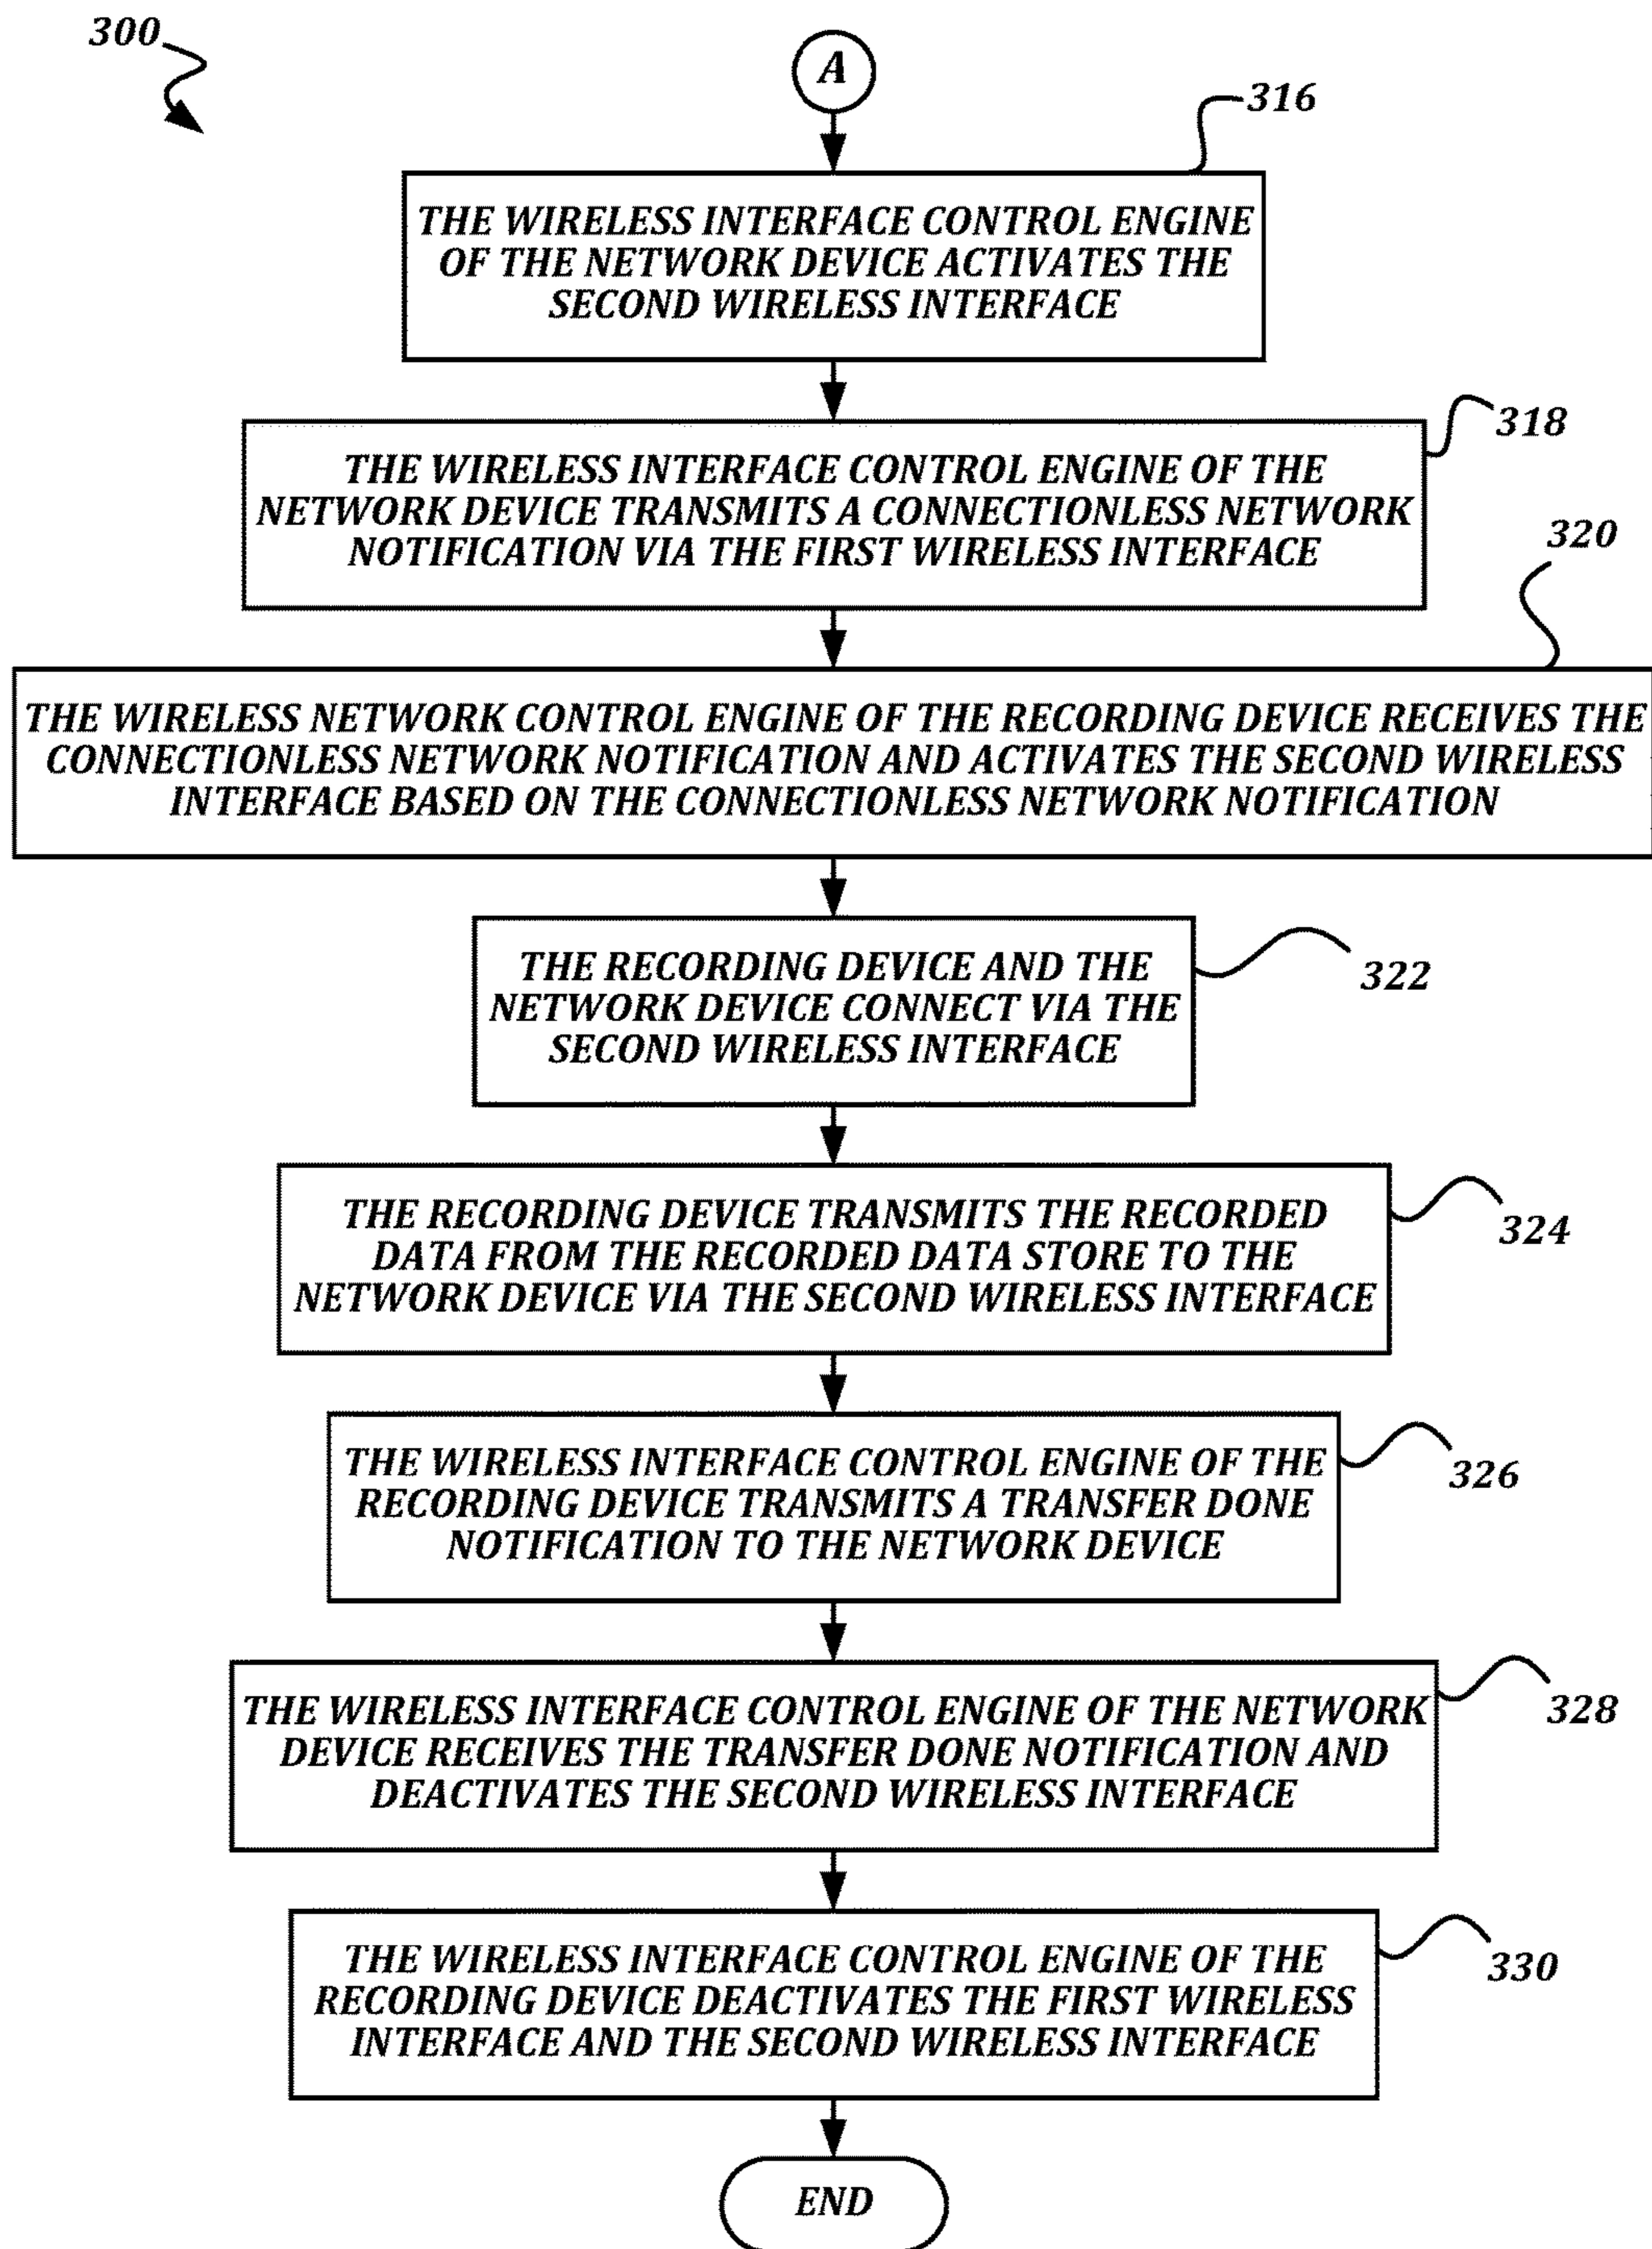 300
A
316
THE WIRELESS INTERFACE CONTROL ENGINE
OF THE NETWORK DEVICE ACTIVATES THE
SECOND WIRELESS INTERFACE
318
THE WIRELESS INTERFACE CONTROL ENGINE OF THE
NETWORK DEVICE TRANSMITS A CONNECTIONLESS NETWORK
NOTIFICATION VIA THE FIRST WIRELESS INTERFACE
320
THE WIRELESS NETWORK CONTROL ENGINE OF THE RECORDING DEVICE RECEIVES THE
CONNECTIONLESS NETWORK NOTIFICATION AND ACTIVATES THE SECOND WIRELESS
INTERFACE BASED ON THE CONNECTIONLESS NETWORK NOTIFICATION
322
THE RECORDING DEVICE AND THE
NETWORK DEVICE CONNECT VIA THE
SECOND WIRELESS INTERFACE
324
THE RECORDING DEVICE TRANSMITS THE RECORDED
DATA FROM THE RECORDED DATA STORE TO THE
NETWORK DEVICE VIA THE SECOND WIRELESS INTERFACE
326
THE WIRELESS INTERFACE CONTROL ENGINE OF THE
RECORDING DEVICE TRANSMITS A TRANSFER DONE
NOTIFICATION TO THE NETWORK DEVICE
328
THE WIRELESS INTERFACE CONTROL ENGINE OF THE NETWORK
DEVICE RECEIVES THE TRANSFER DONE NOTIFICATION AND
DEACTIVATES THE SECOND WIRELESS INTERFACE
330
THE WIRELESS INTERFACE CONTROL ENGINE OF THE
RECORDING DEVICE DEACTIVATES THE FIRST WIRELESS
INTERFACE AND THE SECOND WIRELESS INTERFACE
END